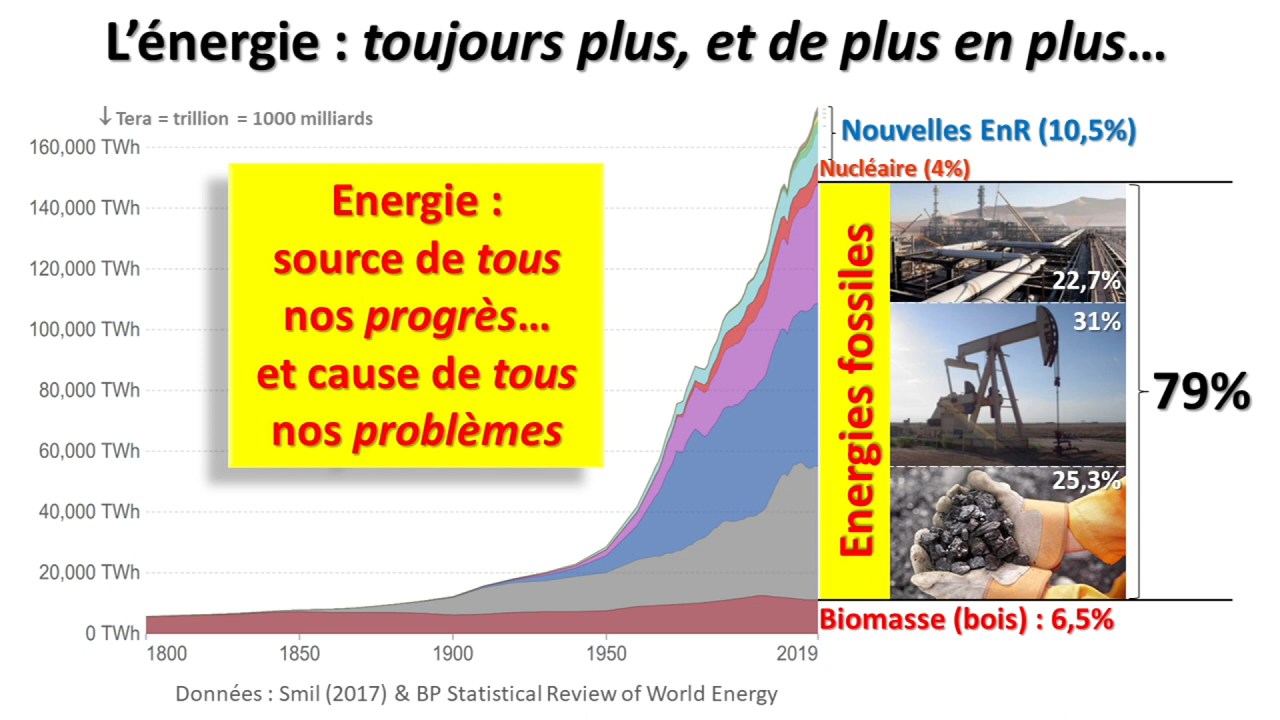 L’énergie : toujours plus, et de plus en plus…
↓ Tera = trillion = 1000 milliards
160,000 TWh
140,000 TWh
120,000 TWh
100,000 TWh
80,000 TWh
60,000 TWh
40,000 TWh
20,000 TWh
0 TWh
1800
1850
1900
1950
2019
Energie :
source de tous
nos progrès…
et cause de tous
nos problèmes
Nouvelles EnR (10,5%)
Nucléaire (4%)
Energies fossiles
22,7%
31%
25,3%
79%
Biomasse (bois) : 6,5%
Données : Smil (2017) & BP Statistical Review of World Energy